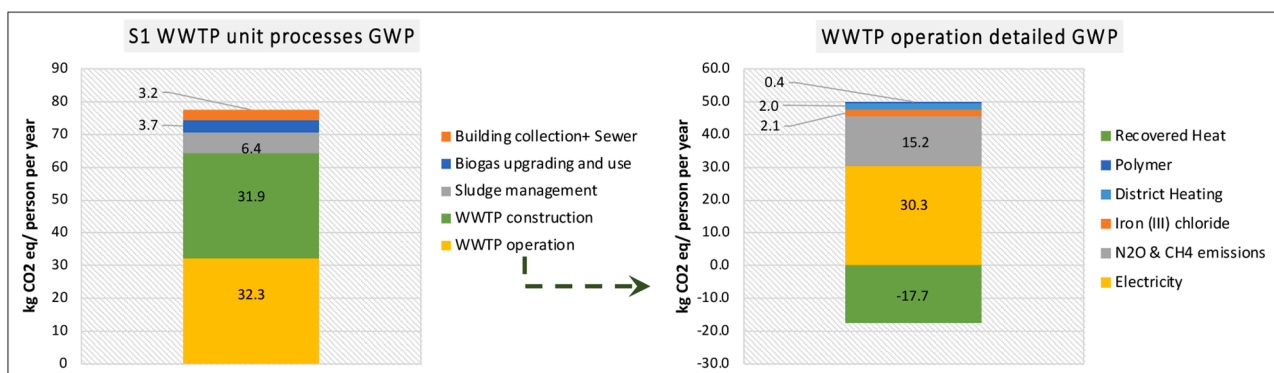 S1 WWTP unit processes GWP
kg CO2 eq/ person per year
90
80
70
60
50
40
30
20
10
0
3.2
3.7
6.4
31.9
32.3
Building collection+ Sewer
Biogas upgrading and use
Sludge management
WWTP construction
WWTP operation
WWTP operation detailed GWP
kg CO2 eq/ person per year
60.0
50.0
40.0
30.0
20.0
10.0
0.0
-10.0
-20.0
-30.0
0.4
2.0
2.1
15.2
30.3
-17.7
Recovered Heat
Polymer
District Heating
Iron (III) chloride
N2O & CH4 emissions
Electricity